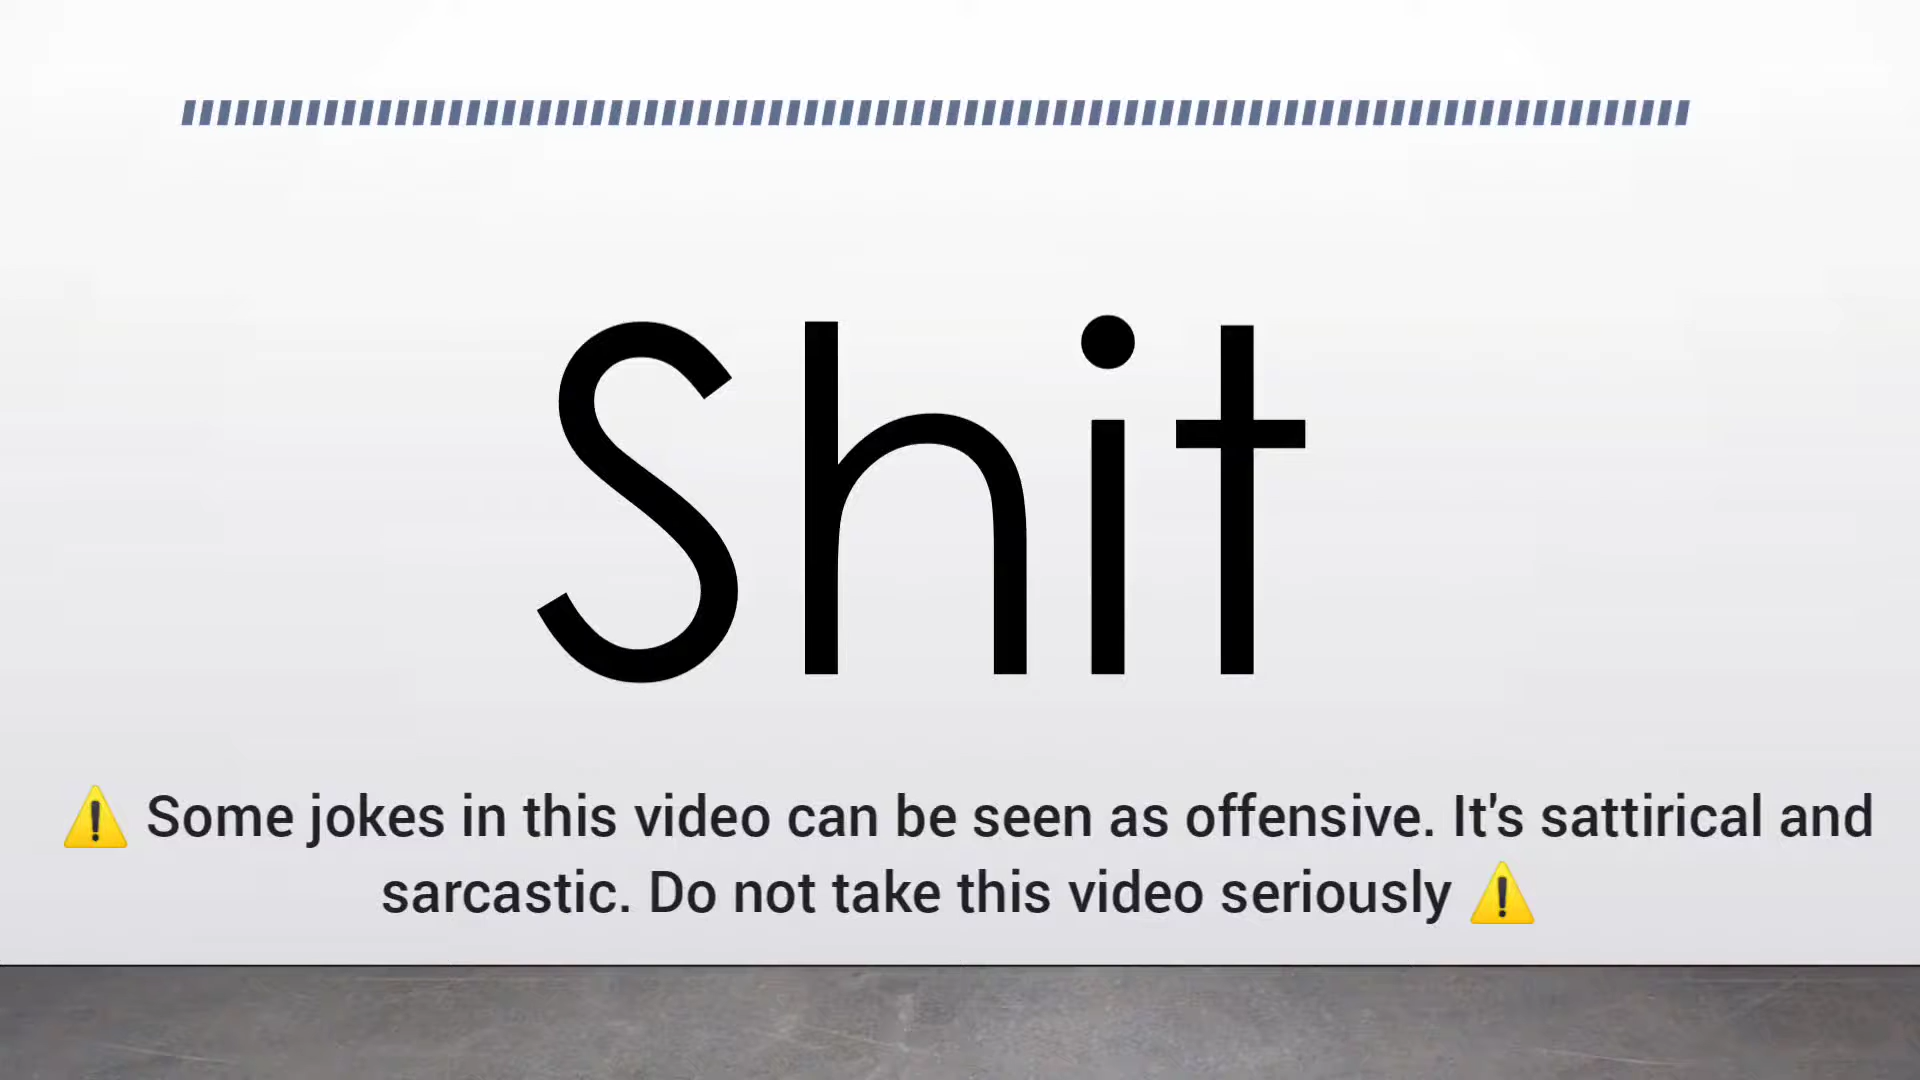 Shit
⚠️ Some jokes in this video can be seen as offensive. It's sattirical and
sarcastic. Do not take this video seriously ⚠️